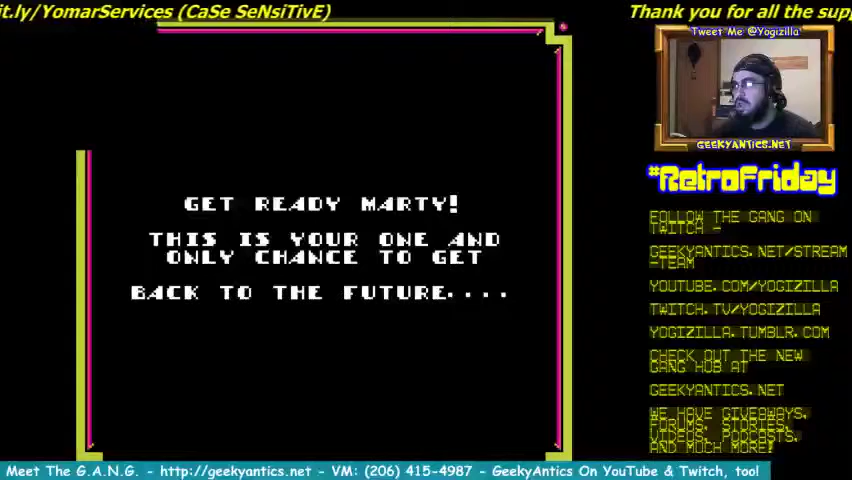 it.ly/YomarServices (CaSe SeNsiTivE)
Thank you for all the supp
Tweet Me @Yogizilla
GEEKYANTICS.NET
#RetroFriday
GET READY MARTY!
THIS IS YOUR ONE AND
ONLY CHANCE TO GET
BACK TO THE FUTURE....
FOLLOW THE GANG ON
TWITCH -
GEEKYANTICS.NET/STREAM
-TEAM
YOUTUBE.COM/YOGIZILLA
TWITCH.TV/YOGIZILLA
YOGIZILLA.TUMBLR.COM
CHECK OUT THE NEW
GANG HUB AT
GEEKYANTICS.NET
WE HAVE GIVEAWAYS,
FORUMS, STORIES,
VIDEOS, PODCASTS,
AND MUCH MORE!
Meet The G.A.N.G. - http://geekyantics.net - VM: (206) 415-4987 - GeekyAntics On YouTube & Twitch, too!